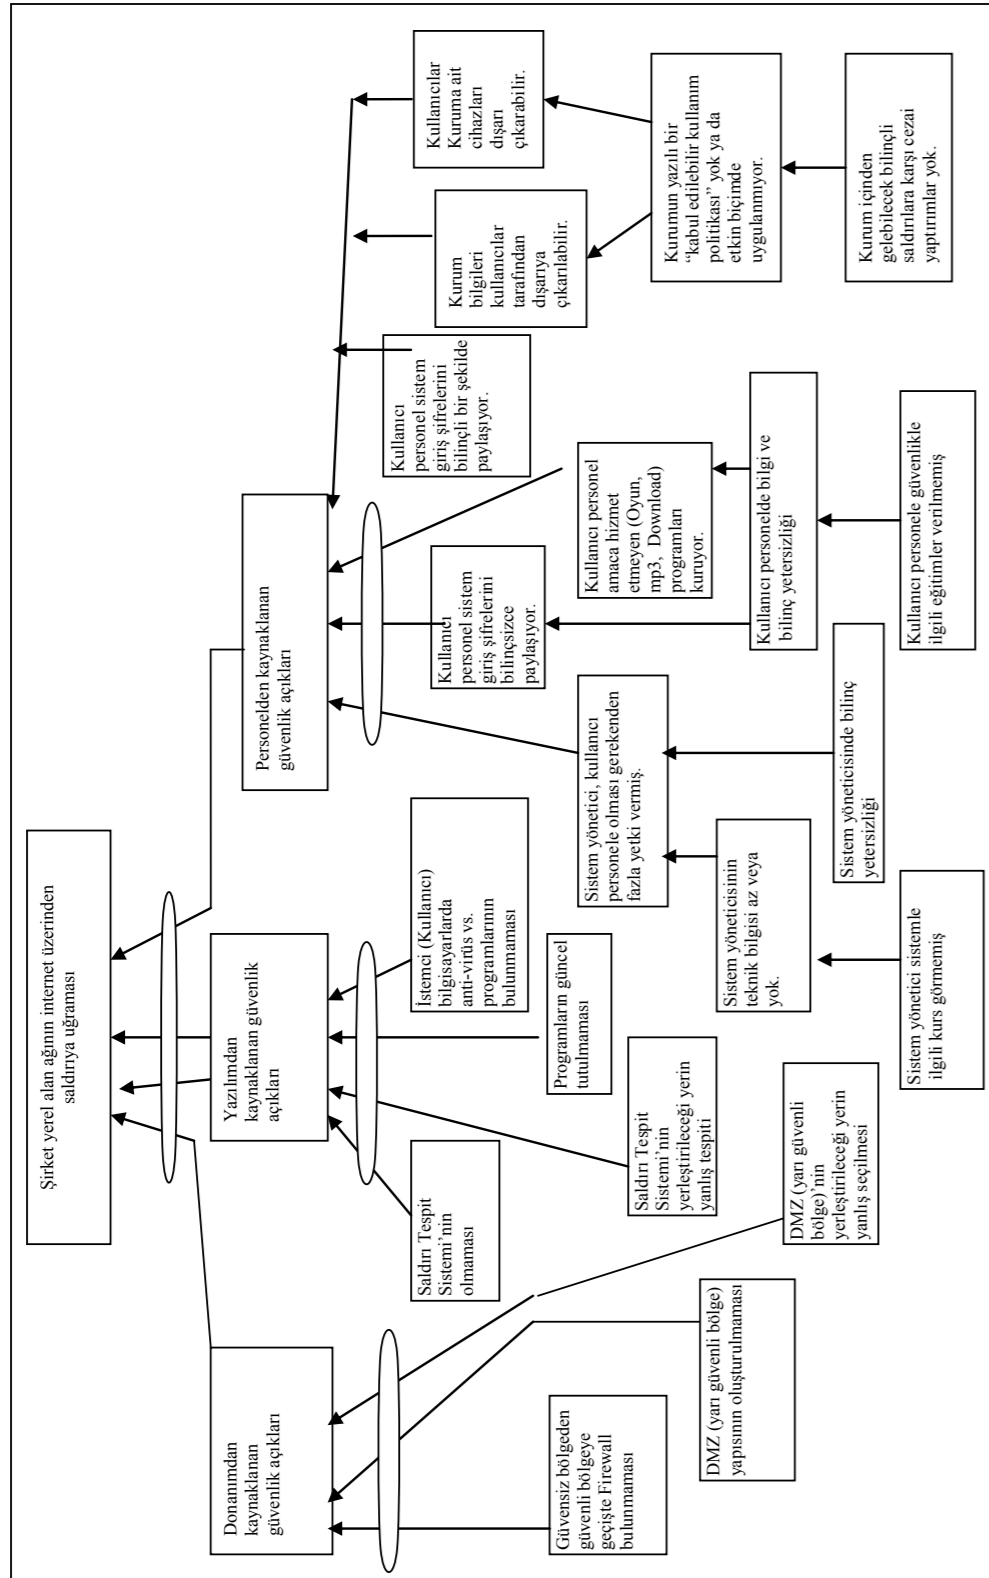 Şirket yerel alan ağının internet üzerinden
saldırıya uğraması
Donanımdan
kaynaklanan
güvenlik açıkları
Yazılımdan
kaynaklanan güvenlik
açıkları
Personelden kaynaklanan
güvenlik açıkları
Güvensiz bölgeden
güvenli bölgeye
geçişte Firewall
bulunmaması
DMZ (yarı güvenli bölge)
yapısının oluşturulmaması
DMZ (yarı güvenli
bölge)’nin
yerleştirileceği yerin
yanlış seçilmesi
Saldırı Tespit
Sistemi’nin
olmaması
Saldırı Tespit
Sistemi’nin
yerleştirileceği yerin
yanlış tespiti
Programların güncel
tutulmaması
İstemci (Kullanıcı)
bilgisayarlarda
anti-virüs vs.
programlarının
bulunmaması
Sistem yönetici, kullanıcı
personele olması gerekenden
fazla yetki vermiş.
Sistem yöneticisinin
teknik bilgisi az veya
yok.
Sistem yönetici sistemle
ilgili kurs görmemiş
Sistem yöneticisinde bilinç
yetersizliği
Kullanıcı
personel sistem
giriş şifrelerini
bilinçsizce
paylaşıyor.
Kullanıcı personel
amaca hizmet
etmeyen (Oyun,
mp3, Download)
programları
kuruyor.
Kullanıcı personelde bilgi ve
bilinç yetersizliği
Kullanıcı personele güvenlikle
ilgili eğitimler verilmemiş
Kullanıcı
personel sistem
giriş şifrelerini
bilinçli bir şekilde
paylaşıyor.
Kurum
bilgileri
kullanıcılar
tarafından
dışarıya
çıkarılabilir.
Kullanıcılar
Kuruma ait
cihazları
dışarı
çıkarabilir.
Kurumun yazılı bir
“kabul edilebilir kullanım
politikası” yok ya da
etkin biçimde
uygulanmıyor.
Kurum içinden
gelebilecek bilinçli
saldırılara karşı cezai
yaptırımlar yok.